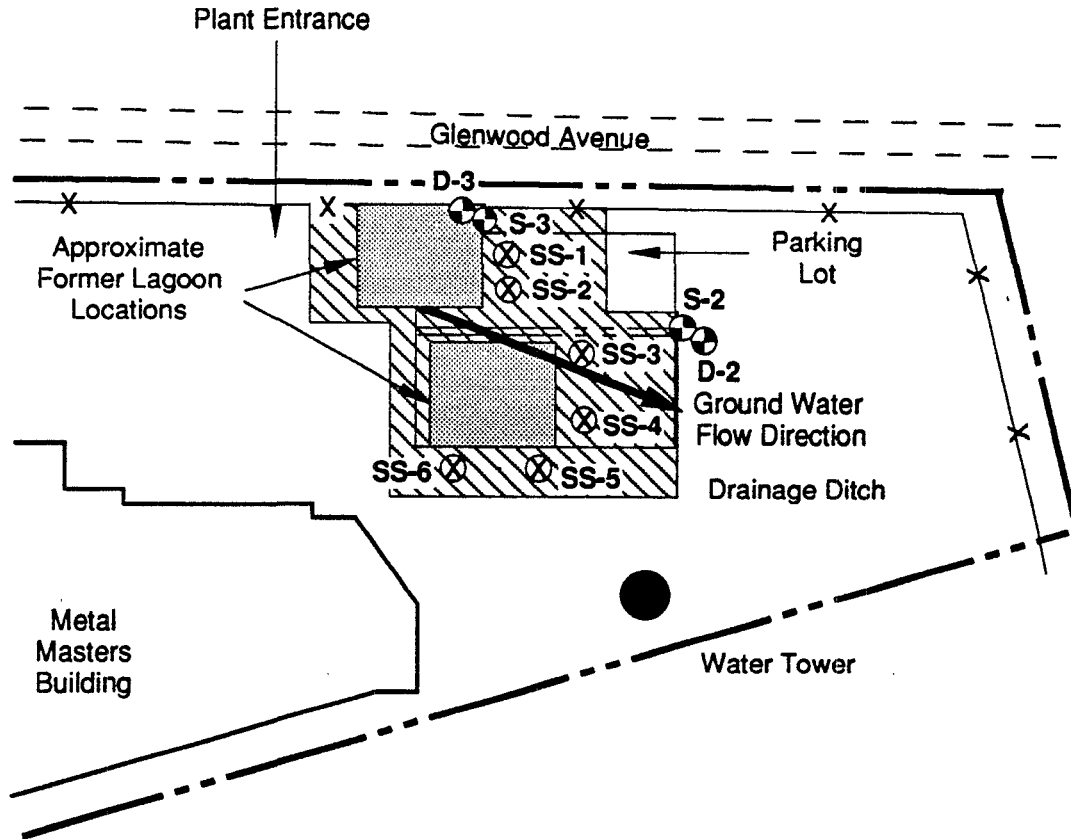 Plant Entrance
Glenwood Avenue
D-3
S-3
Approximate
Former Lagoon
Locations
SS-1
Parking
Lot
SS-2
S-2
SS-3
D-2
Ground Water
Flow Direction
SS-4
SS-6
SS-5
Drainage Ditch
Metal
Masters
Building
Water Tower